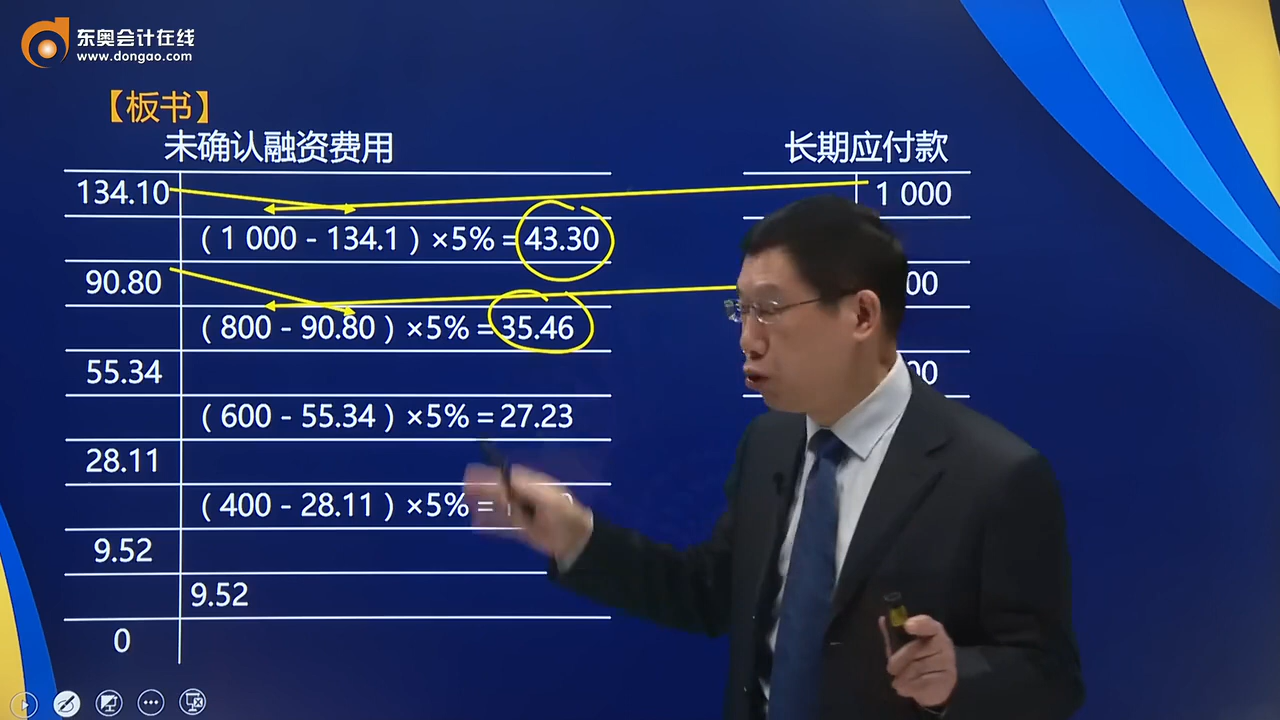 东奥会计在线
www.dongao.com
【板书】
未确认融资费用
长期应付款
134.10
1 000
(1 000 - 134.1) ×5% = 43.30
90.80
00
(800 - 90.80) ×5% = 35.46
55.34
00
(600 - 55.34) ×5% = 27.23
28.11
(400 - 28.11) ×5% =
9.52
9.52
0